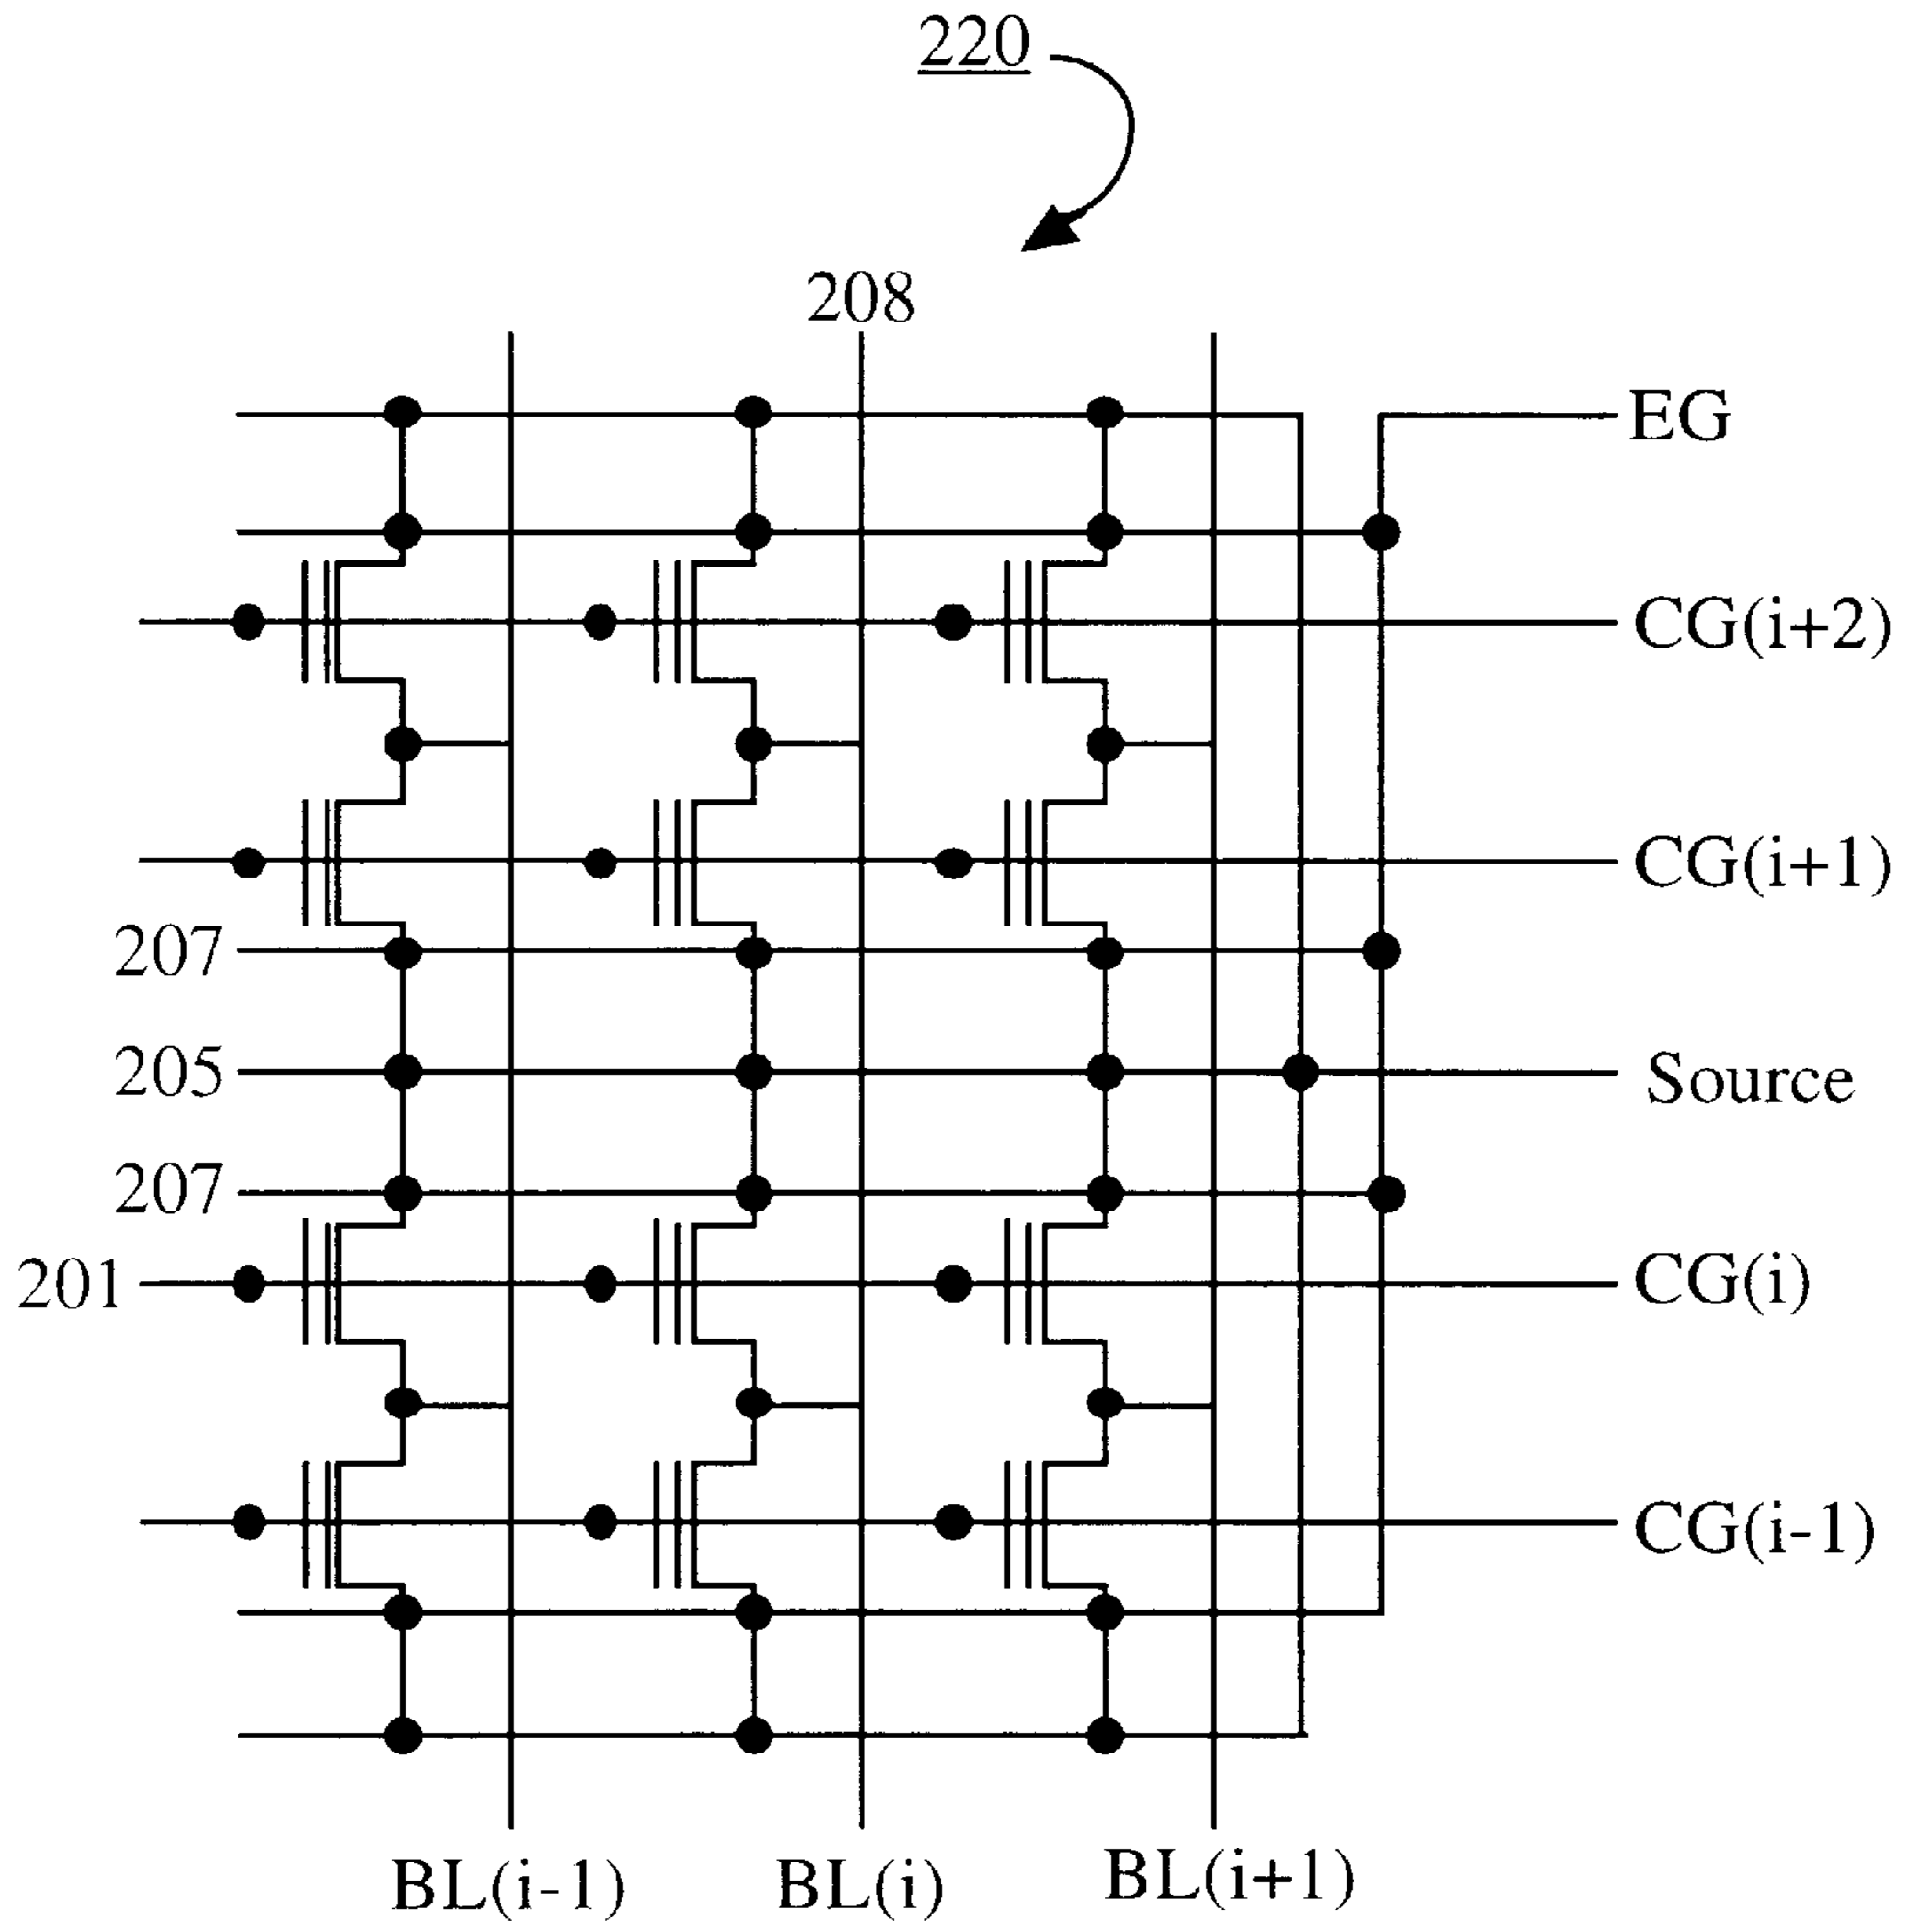 220
208
EG
CG(i+2)
CG(i+1)
207
205
Source
207
201
CG(i)
CG(i-1)
BL(i-1)
BL(i)
BL(i+1)